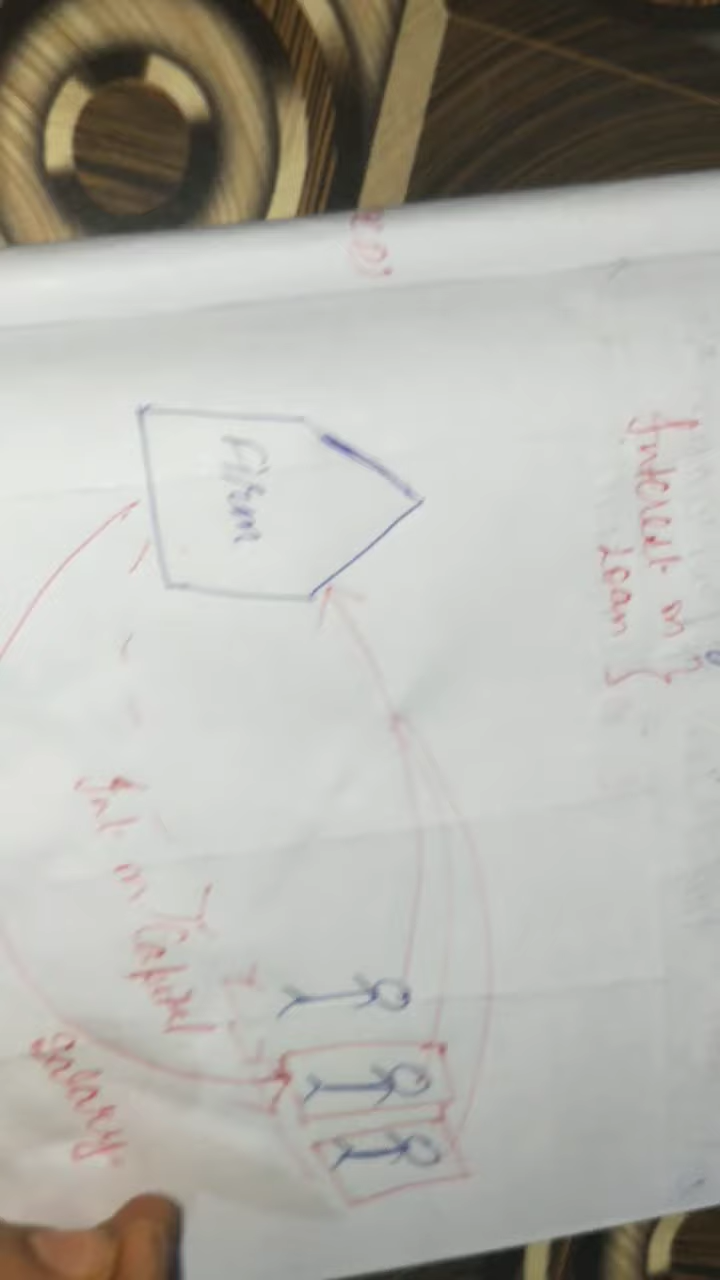 Interest on }
Loan }
Firm
Int on Capital
Salary